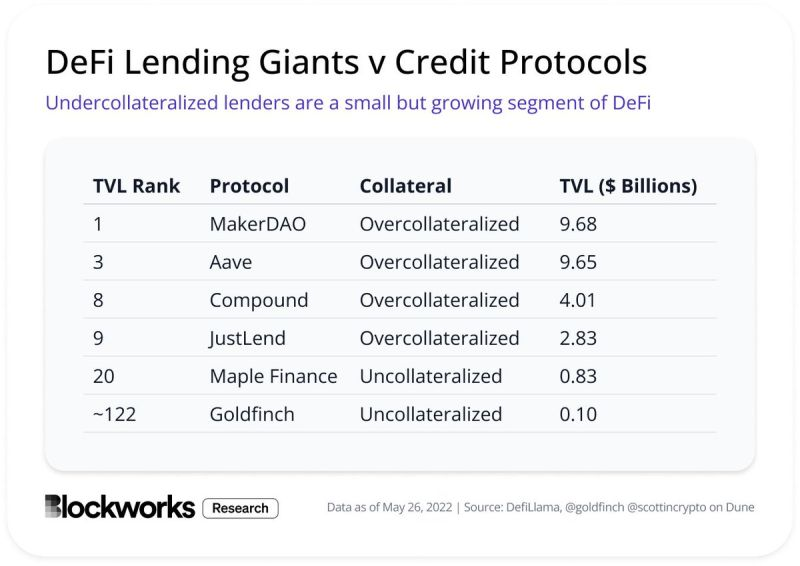 DeFi Lending Giants v Credit Protocols
Undercollateralized lenders are a small but growing segment of DeFi
TVL Rank Protocol Collateral TVL ($ Billions)
1 MakerDAO Overcollateralized 9.68
3 Aave Overcollateralized 9.65
8 Compound Overcollateralized 4.01
9 JustLend Overcollateralized 2.83
20 Maple Finance Uncollateralized 0.83
~122 Goldfinch Uncollateralized 0.10
Blockworks Research Data as of May 26, 2022 | Source: DefiLlama, @goldfinch @scottincrypto on Dune